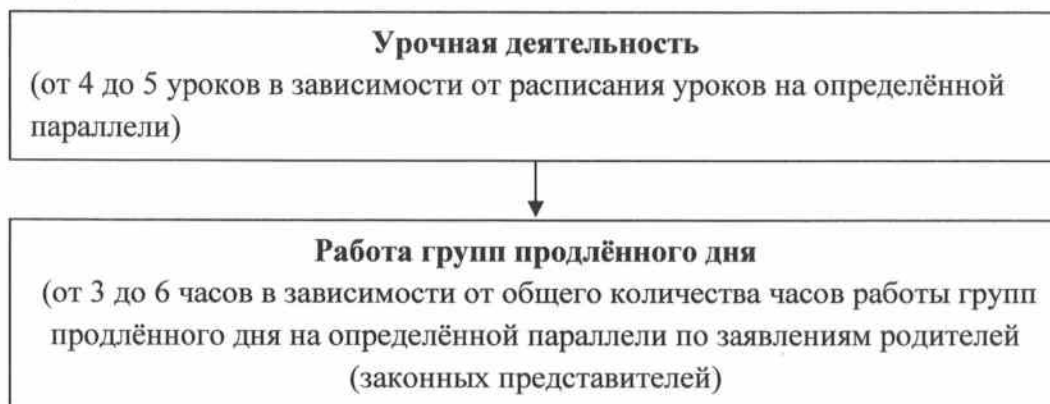 Урочная деятельность
(от 4 до 5 уроков в зависимости от расписания уроков на определённой
параллели)
Работа групп продлённого дня
(от 3 до 6 часов в зависимости от общего количества часов работы групп
продлённого дня на определённой параллели по заявлениям родителей
(законных представителей)